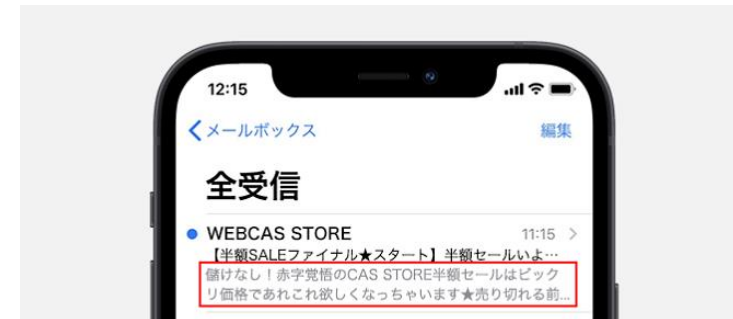 12:15
メールボックス
編集
全受信
WEBCAS STORE
11:15
【半額SALEファイナル★スタート】半額セールいよ…
儲けなし！赤字覚悟のCAS STORE半額セールはビック
リ価格であれこれ欲しくなっちゃいます★売り切れる前...